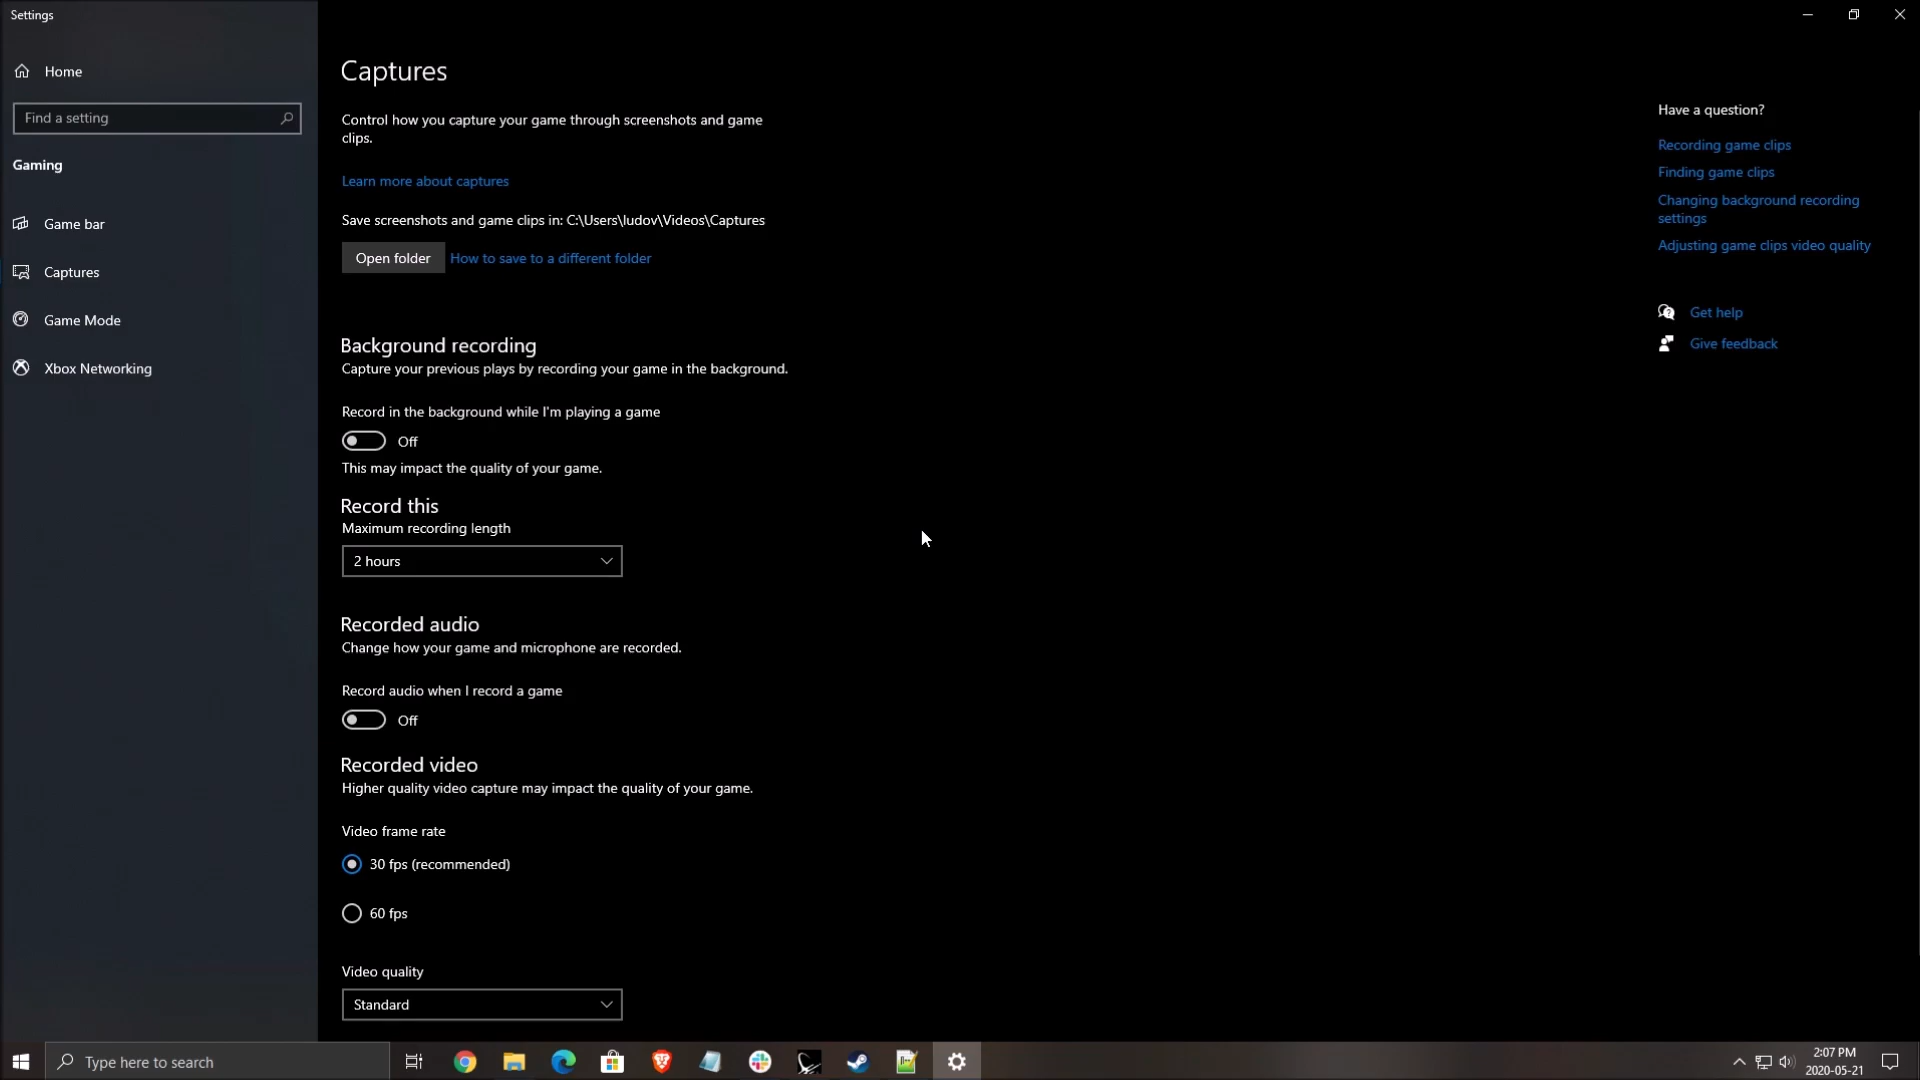 Settings
Home
Find a setting
Gaming
Game bar
Captures
Game Mode
Xbox Networking
Captures
Control how you capture your game through screenshots and game
clips.
Learn more about captures
Save screenshots and game clips in: C:\Users\ludov\Videos\Captures
Open folder
How to save to a different folder
Background recording
Capture your previous plays by recording your game in the background.
Record in the background while I'm playing a game
Off
This may impact the quality of your game.
Record this
Maximum recording length
2 hours
Recorded audio
Change how your game and microphone are recorded.
Record audio when I record a game
Off
Recorded video
Higher quality video capture may impact the quality of your game.
Video frame rate
30 fps (recommended)
60 fps
Video quality
Standard
Have a question?
Recording game clips
Finding game clips
Changing background recording
settings
Adjusting game clips video quality
Get help
Give feedback
Type here to search
2:07 PM
2020-05-21